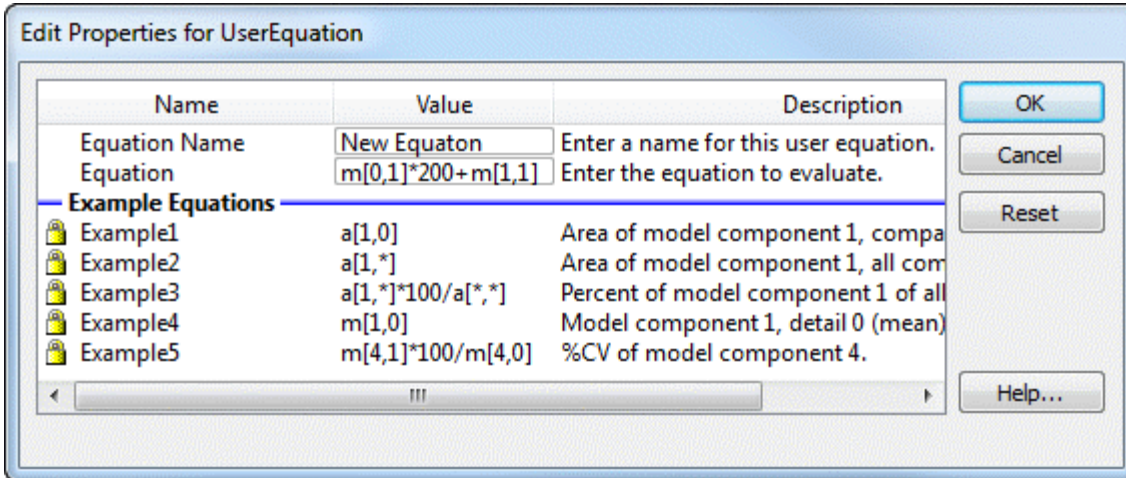 Edit Properties for UserEquation
Name Value Description OK
Equation Name New Equaton Enter a name for this user equation. Cancel
Equation m[0,1]*200+m[1,1] Enter the equation to evaluate.
Example Equations Reset
Example1 a[1,0] Area of model component 1, compa
Example2 a[1,*] Area of model component 1, all com
Example3 a[1,*]*100/a[*,*] Percent of model component 1 of all
Example4 m[1,0] Model component 1, detail 0 (mean)
Example5 m[4,1]*100/m[4,0] %CV of model component 4.
Help...